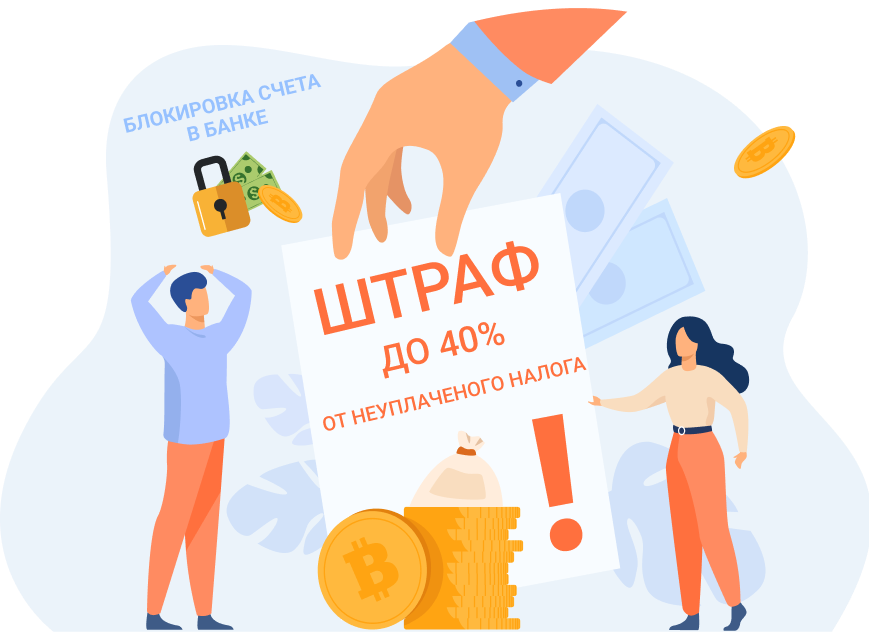 БЛОКИРОВКА СЧЕТА
В БАНКЕ
ШТРАФ
ДО 40%
ОТ НЕУПЛАЧЕНОГО НАЛОГА
!